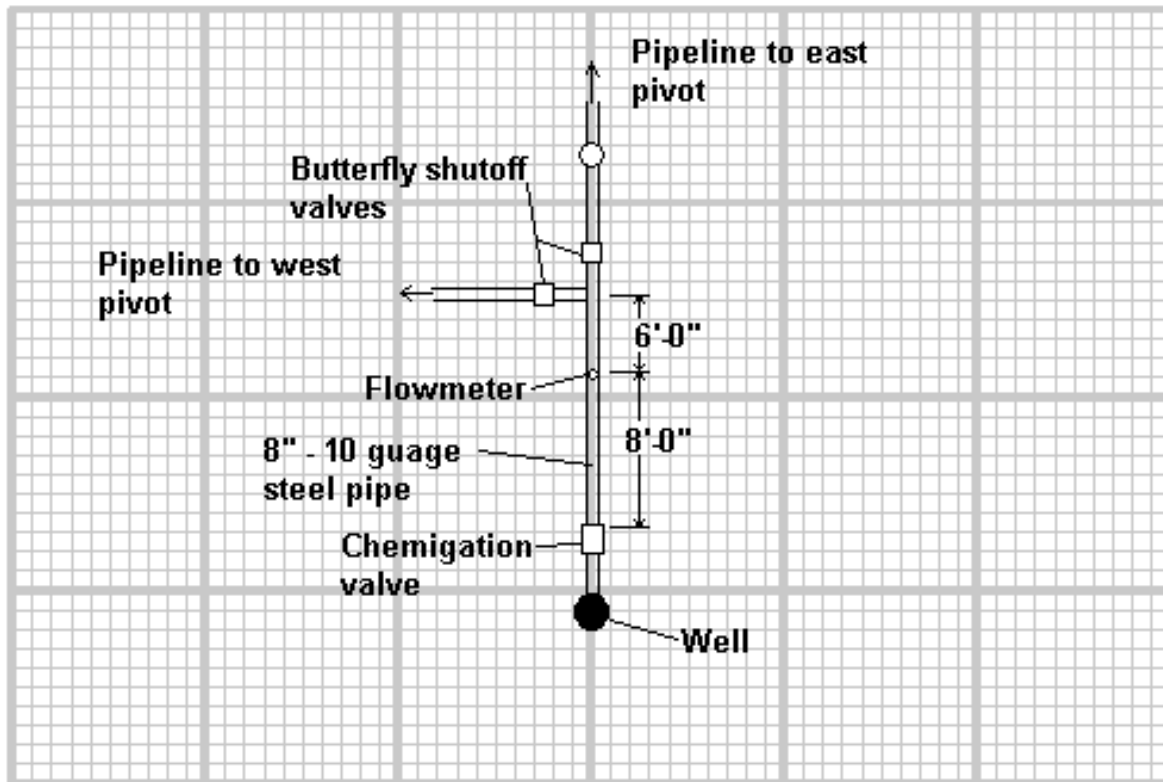 Pipeline to east
pivot
Butterfly shutoff
valves
Pipeline to west
pivot
6'-0"
Flowmeter
8'-0"
8" - 10 guage
steel pipe
Chemigation
valve
Well